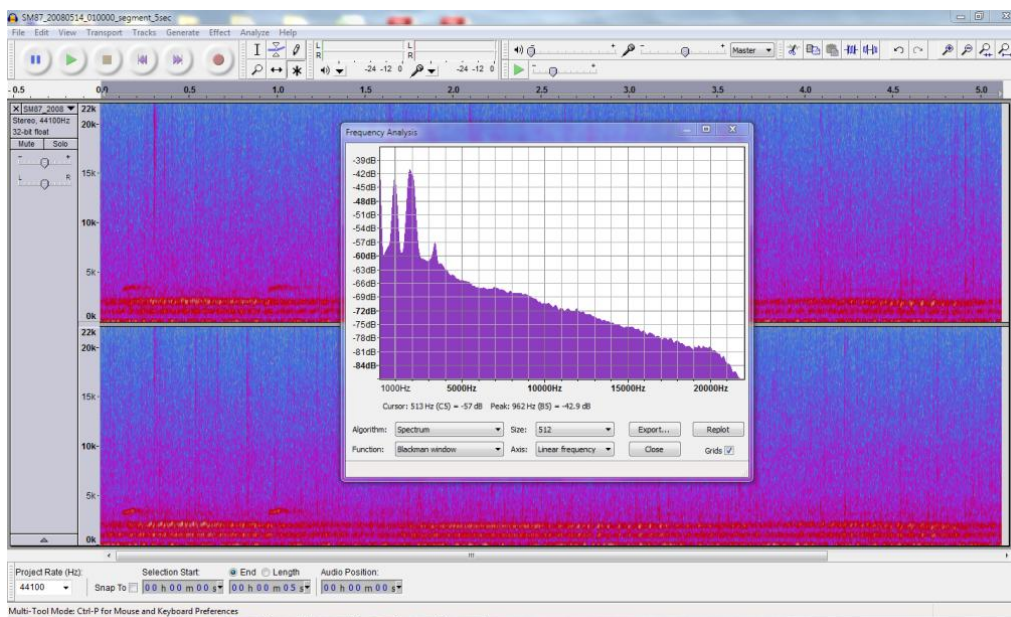 SM87_20080514_010000_segment_5sec
File Edit View Transport Tracks Generate Effect Analyze Help
L
R
L
R
-24 -12 0
-24 -12 0
Master
- 0.5 0.0 0.5 1.0 1.5 2.0 2.5 3.0 3.5 4.0 4.5 5.0
X SM87_2008
Stereo, 44100Hz
32-bit float
Mute Solo
- +
L R
22k
20k
15k
10k
5k
0k
22k
20k
15k
10k
5k
0k
Frequency Analysis
-39dB
-42dB
-45dB
-48dB
-51dB
-54dB
-57dB
-60dB
-63dB
-66dB
-69dB
-72dB
-75dB
-78dB
-81dB
-84dB
1000Hz 5000Hz 10000Hz 15000Hz 20000Hz
Cursor: 513 Hz (C5) = -57 dB Peak: 962 Hz (B5) = -42.9 dB
Algorithm: Spectrum Size: 512 Export... Replot
Function: Blackman window Axis: Linear frequency Close Grids
Project Rate (Hz): Selection Start: End Length Audio Position:
44100 Snap To 00 h 00 m 00 s 00 h 00 m 05 s 00 h 00 m 00 s
Multi-Tool Mode: Ctrl-P for Mouse and Keyboard Preferences